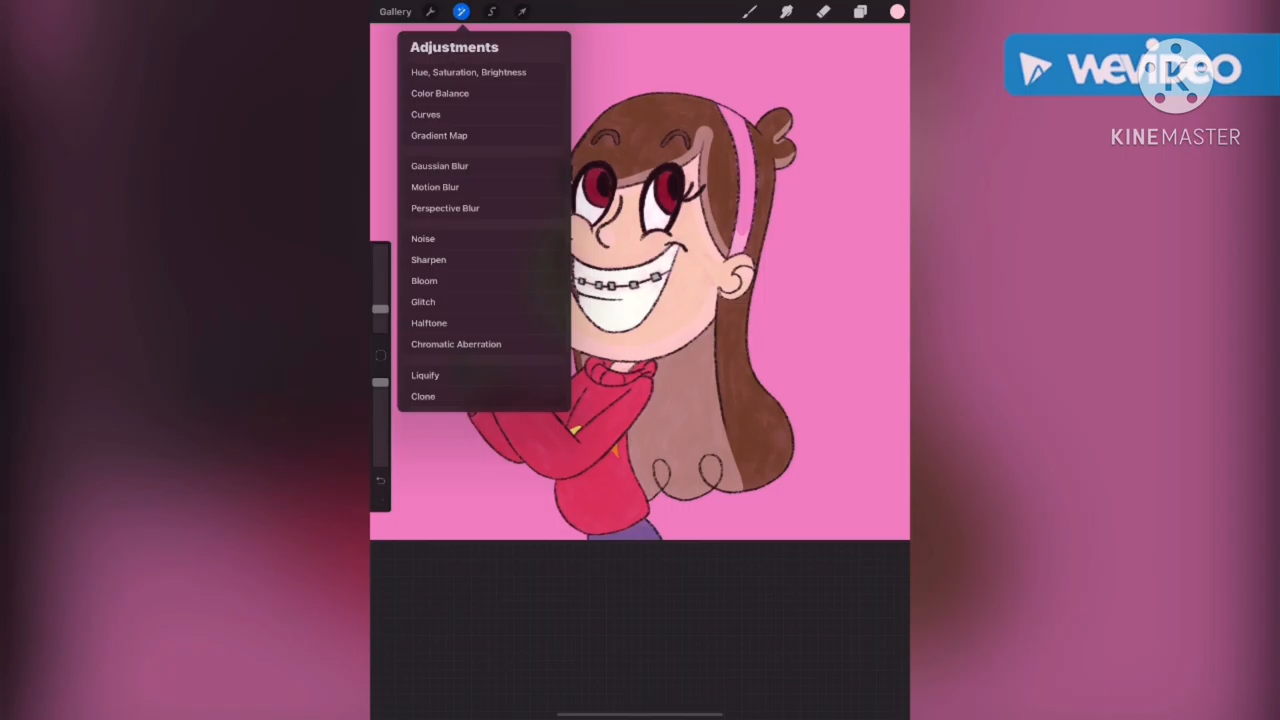 Gallery
Adjustments
Hue, Saturation, Brightness
Color Balance
Curves
Gradient Map
Gaussian Blur
Motion Blur
Perspective Blur
Noise
Sharpen
Bloom
Glitch
Halftone
Chromatic Aberration
Liquify
Clone
WeVideo
K
KINEMASTER